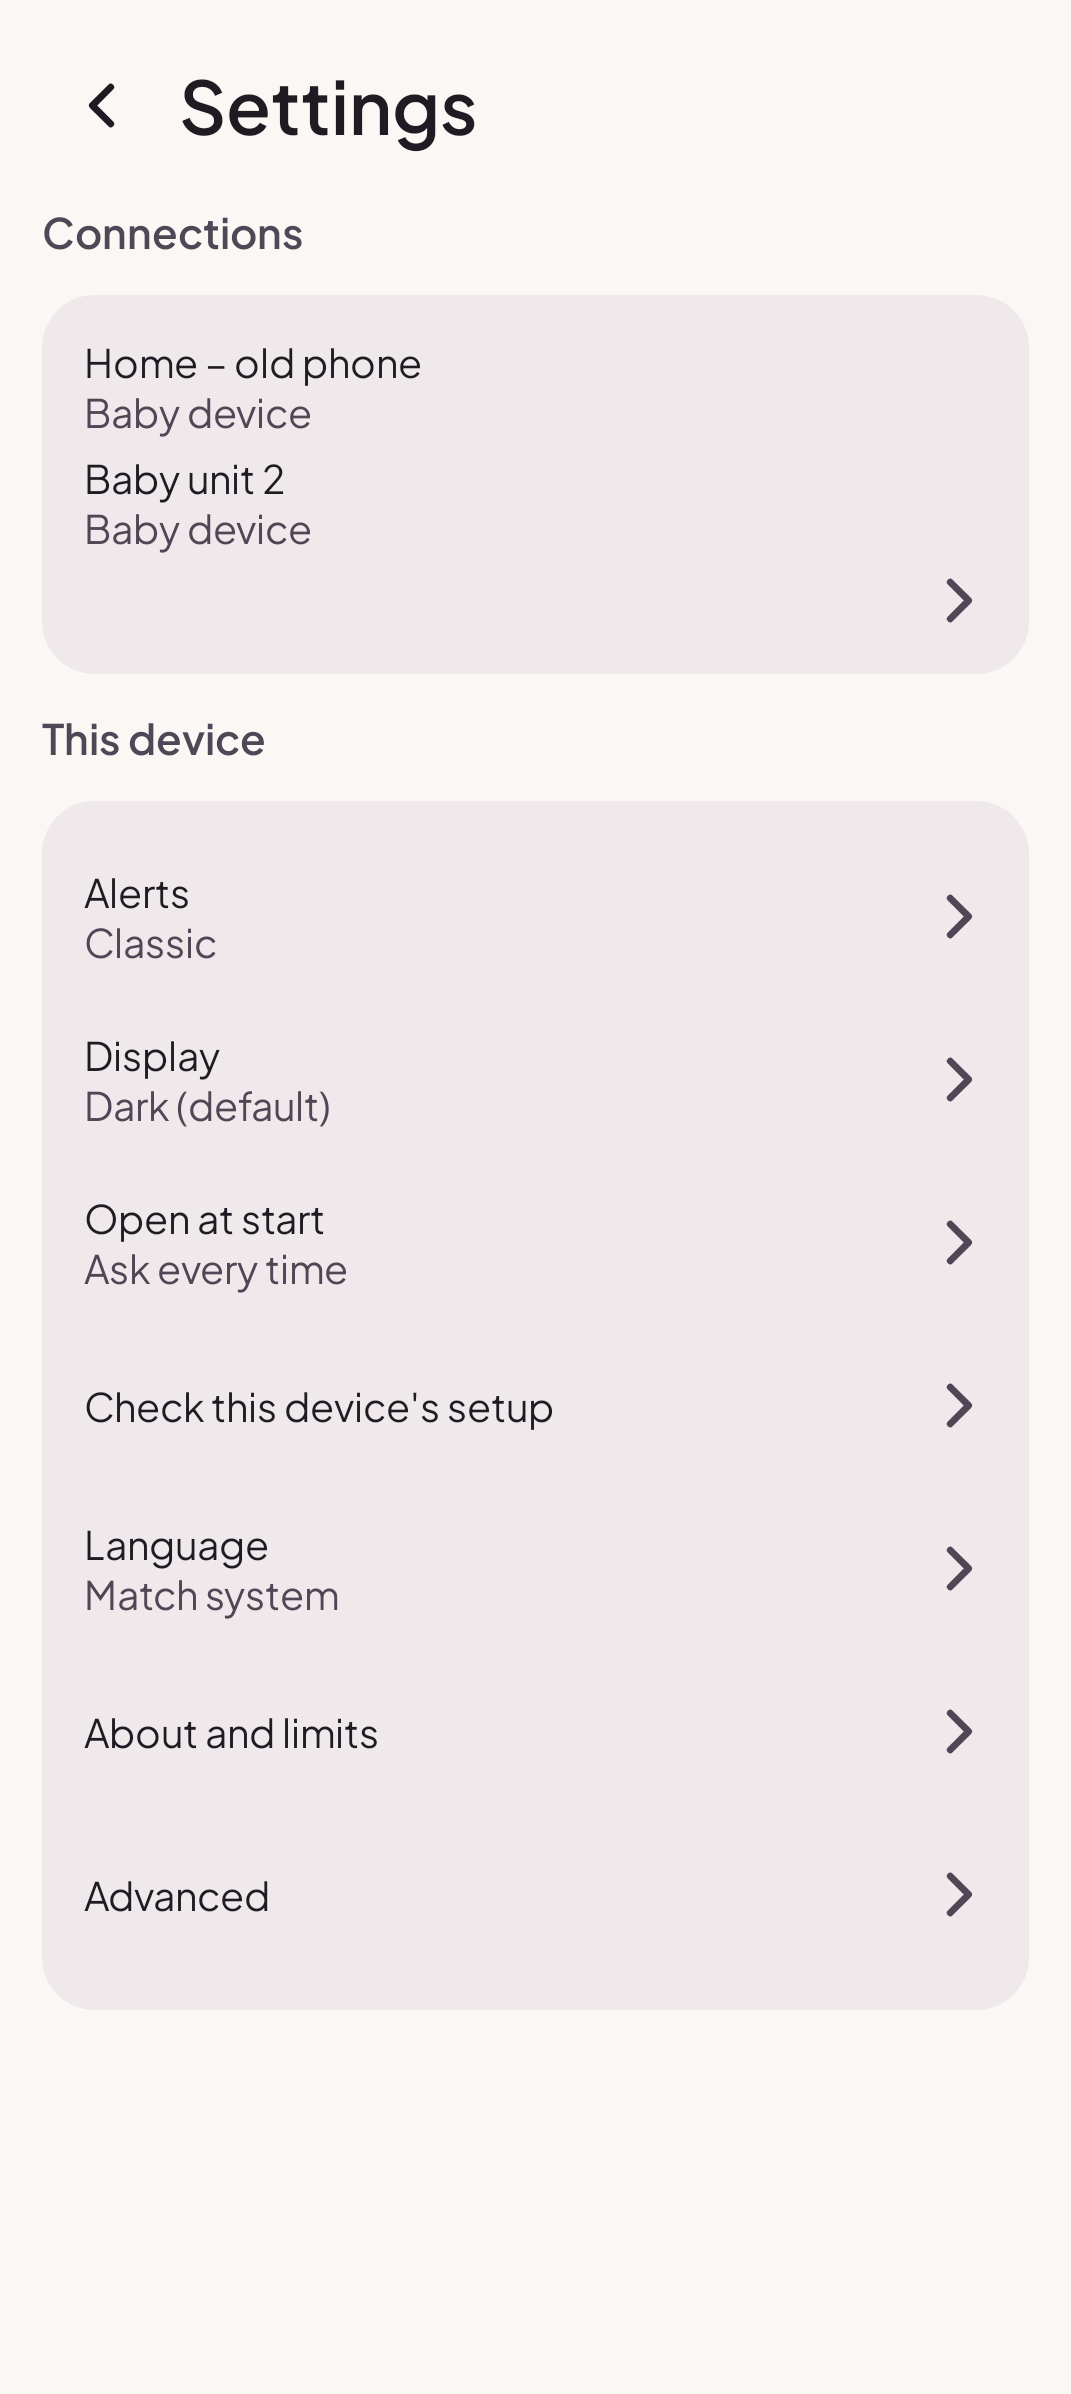 Settings
Connections
Home – old phone
Baby device
Baby unit 2
Baby device
This device
Alerts
Classic
Display
Dark (default)
Open at start
Ask every time
Check this device's setup
Language
Match system
About and limits
Advanced